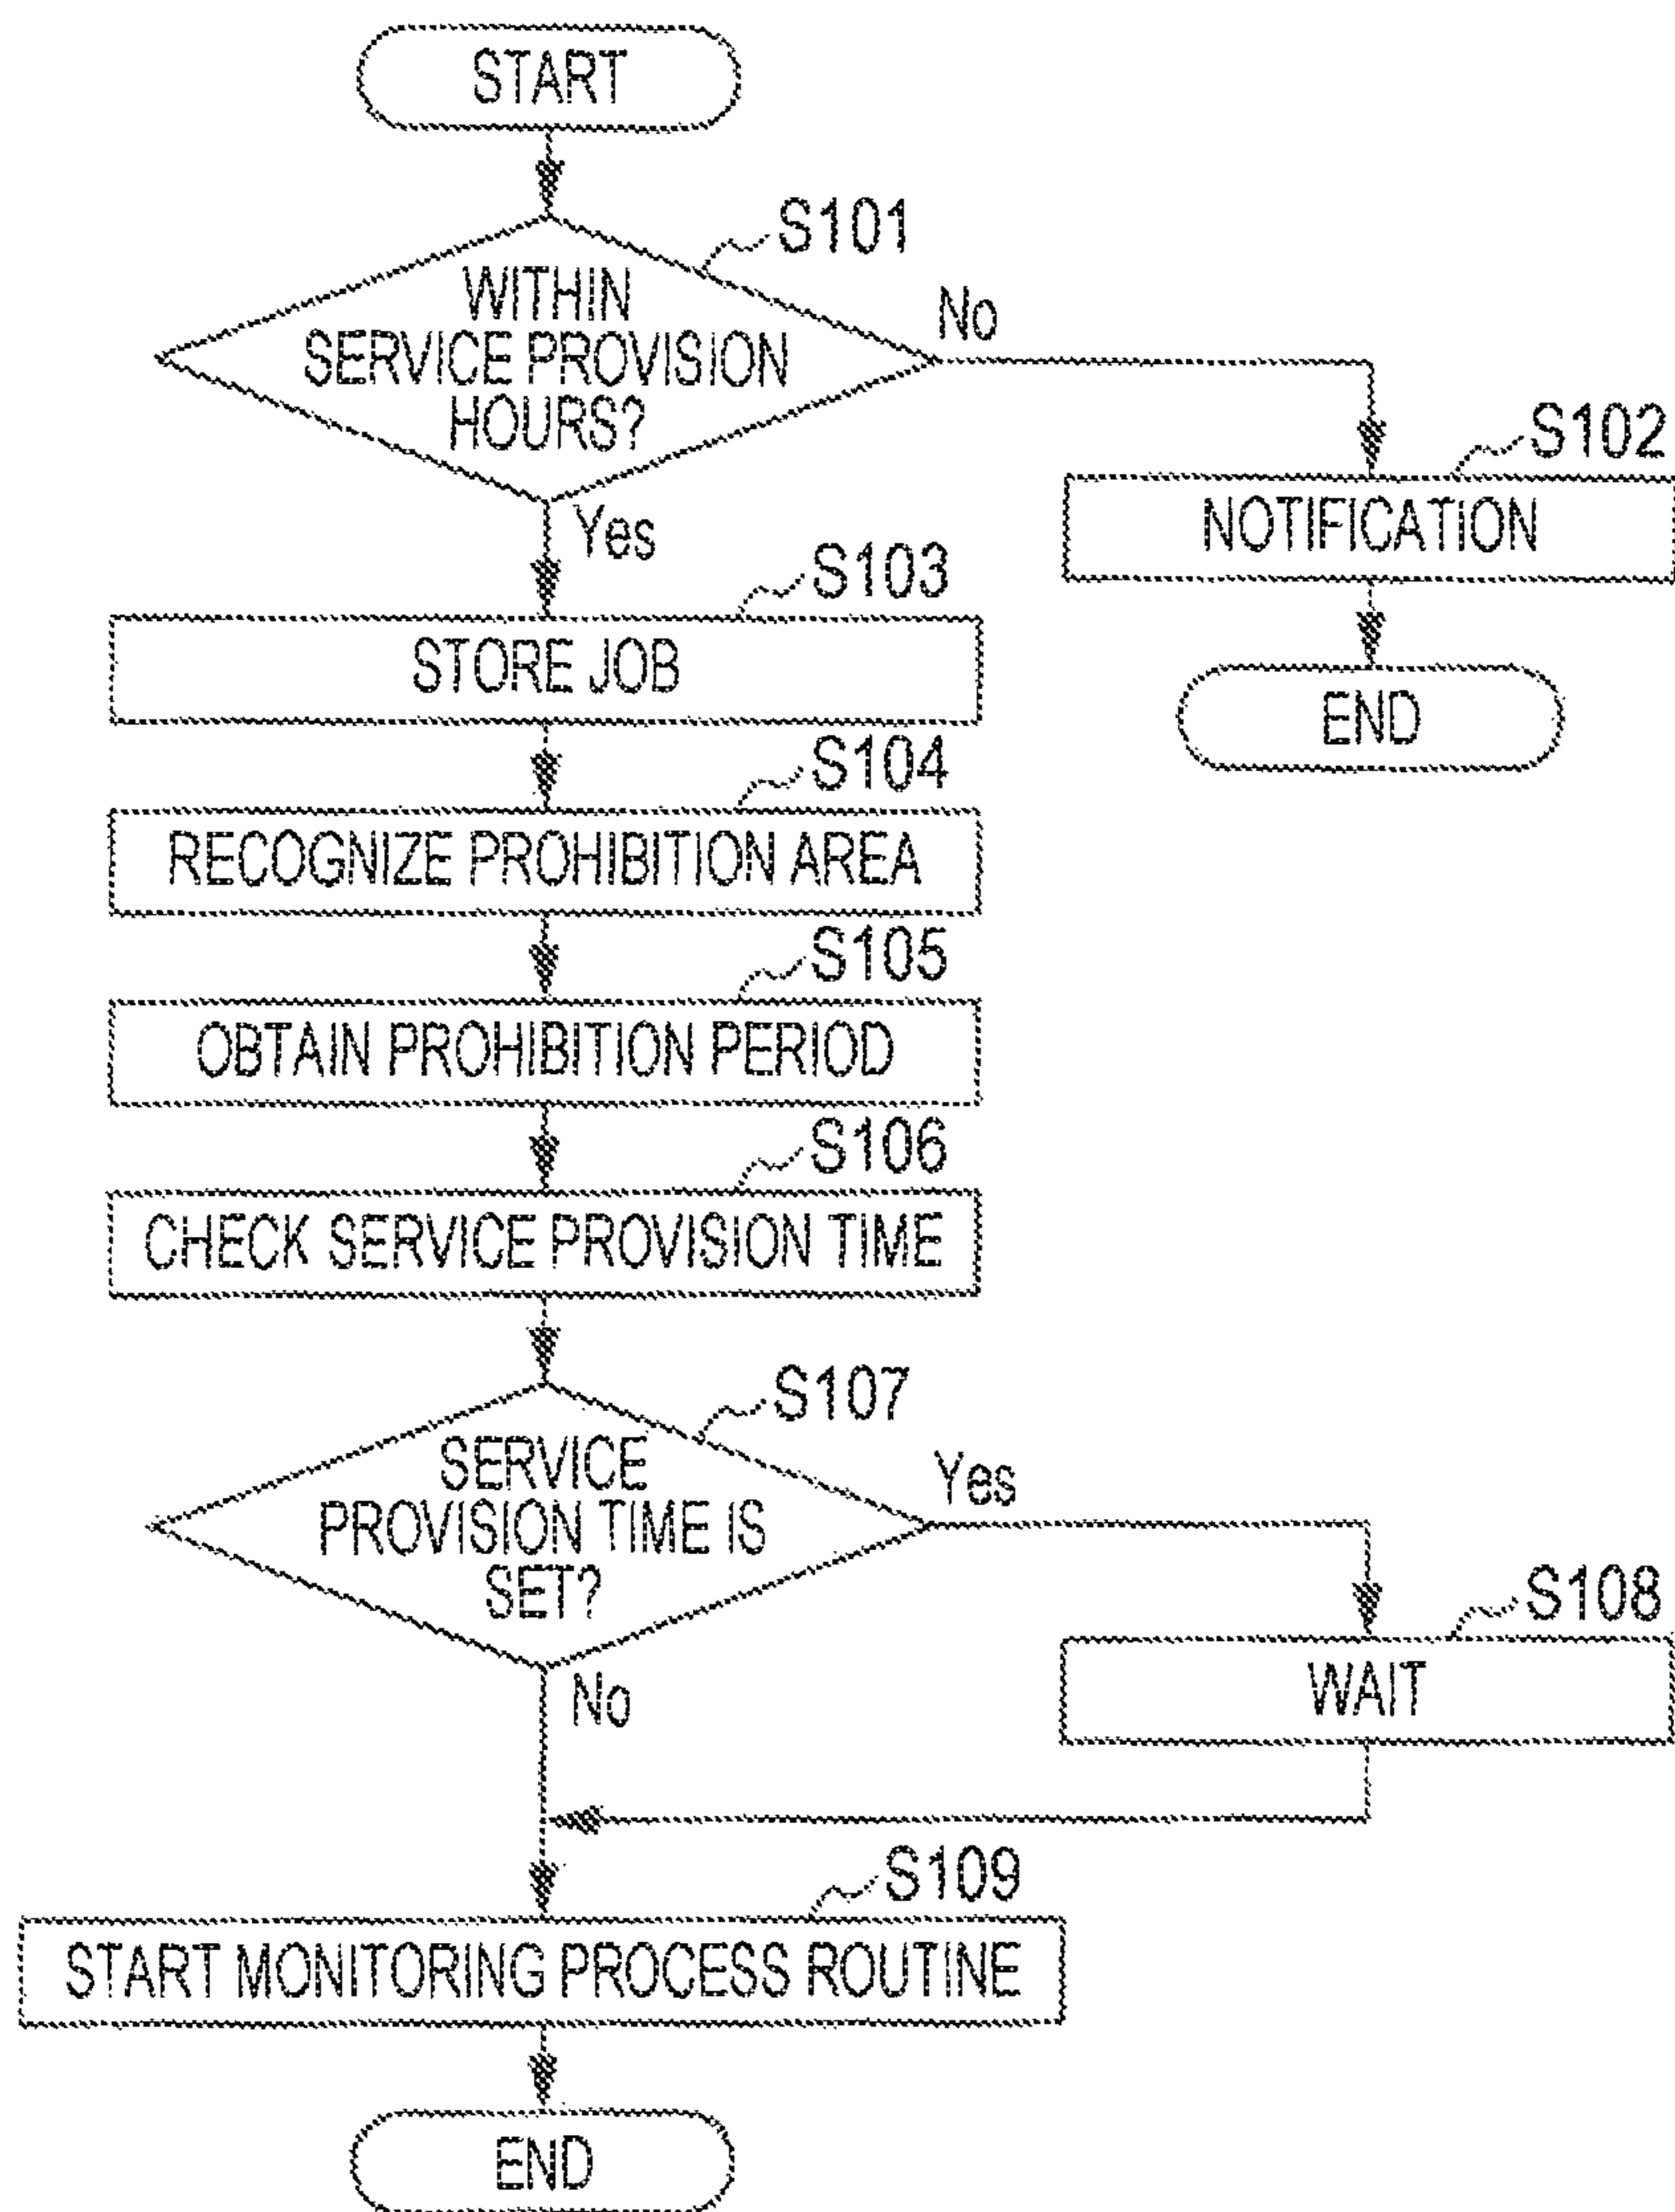 START
S101
WITHIN
SERVICE PROVISION
HOURS?
No
Yes
S102
NOTIFICATION
END
S103
STORE JOB
S104
RECOGNIZE PROHIBITION AREA
S105
OBTAIN PROHIBITION PERIOD
S106
CHECK SERVICE PROVISION TIME
S107
SERVICE
PROVISION TIME IS
SET?
Yes
No
S108
WAIT
S109
START MONITORING PROCESS ROUTINE
END